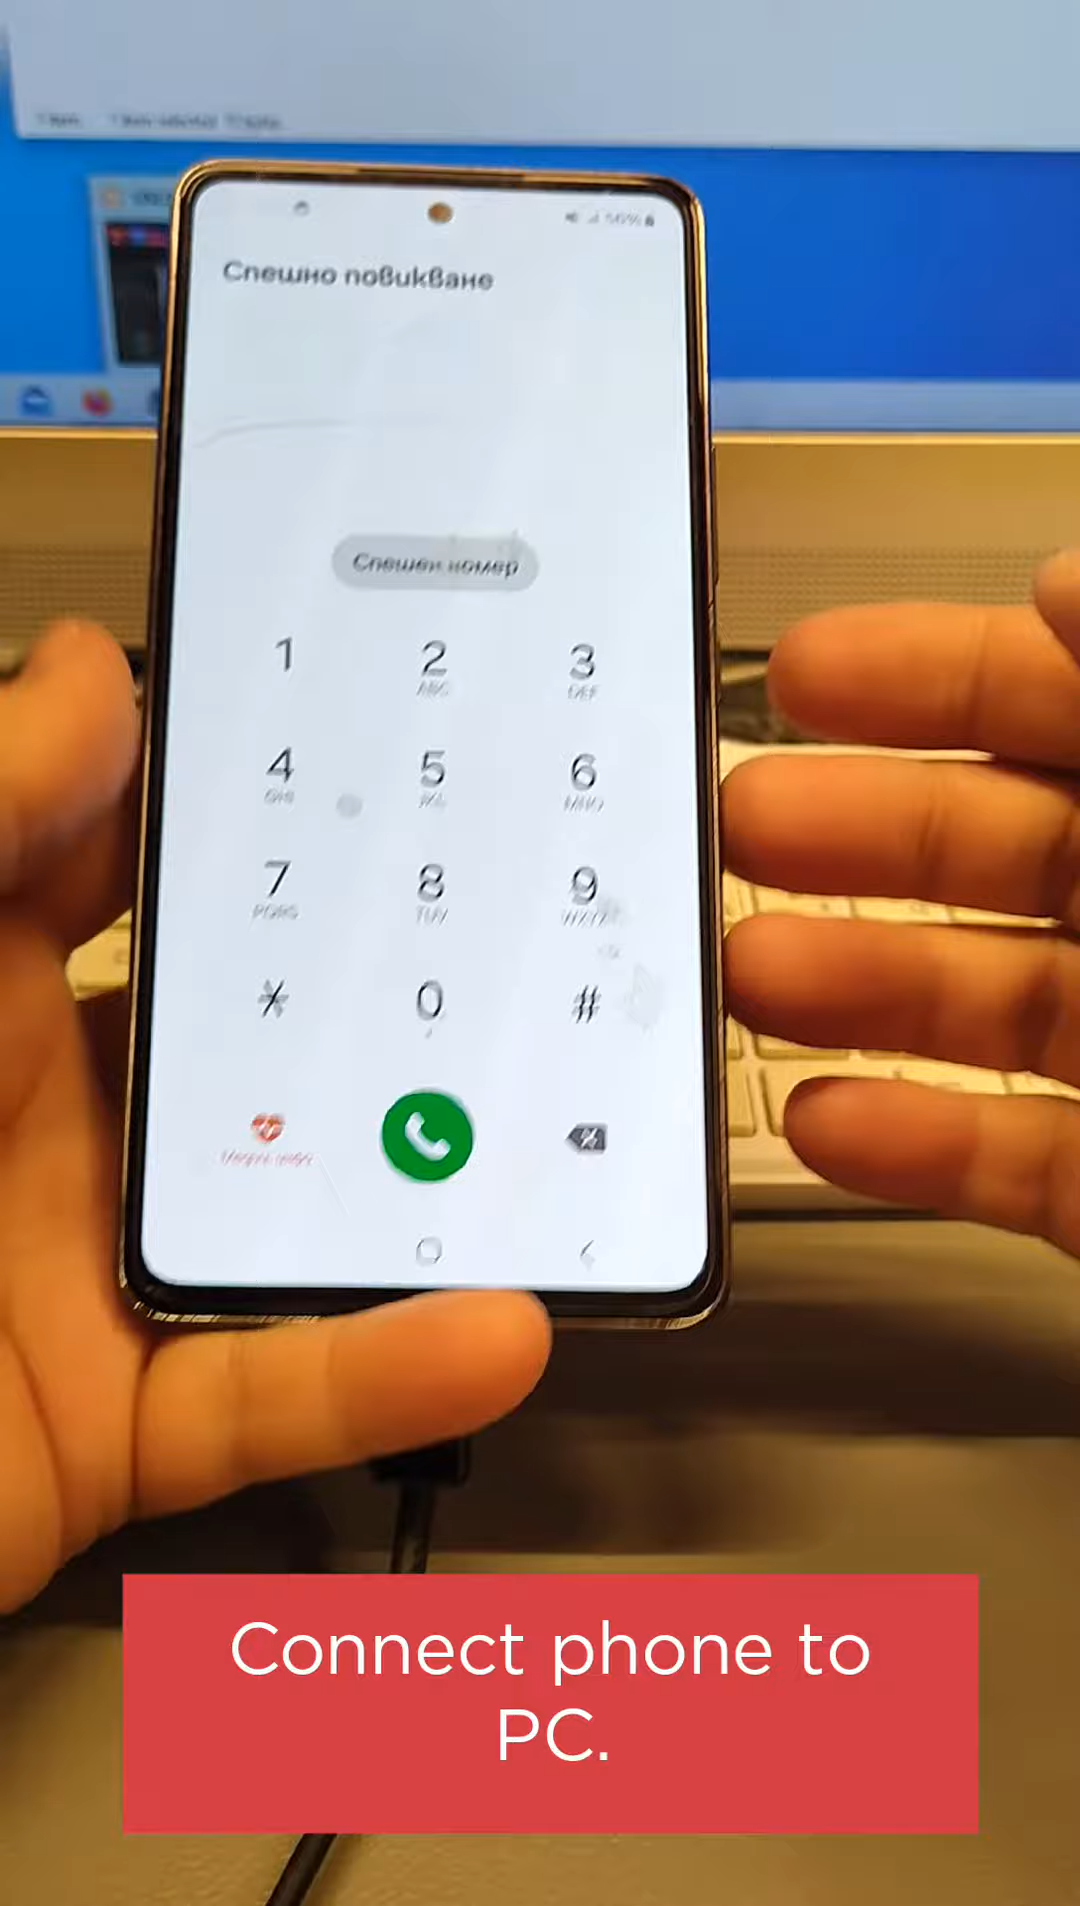 56%
Спешно повикване
Спешен номер
1
2
ABC
3
DEF
4
GHI
5
JKL
6
MNO
7
PQRS
8
TUV
9
WXYZ
*
0
#
Connect phone to
PC.